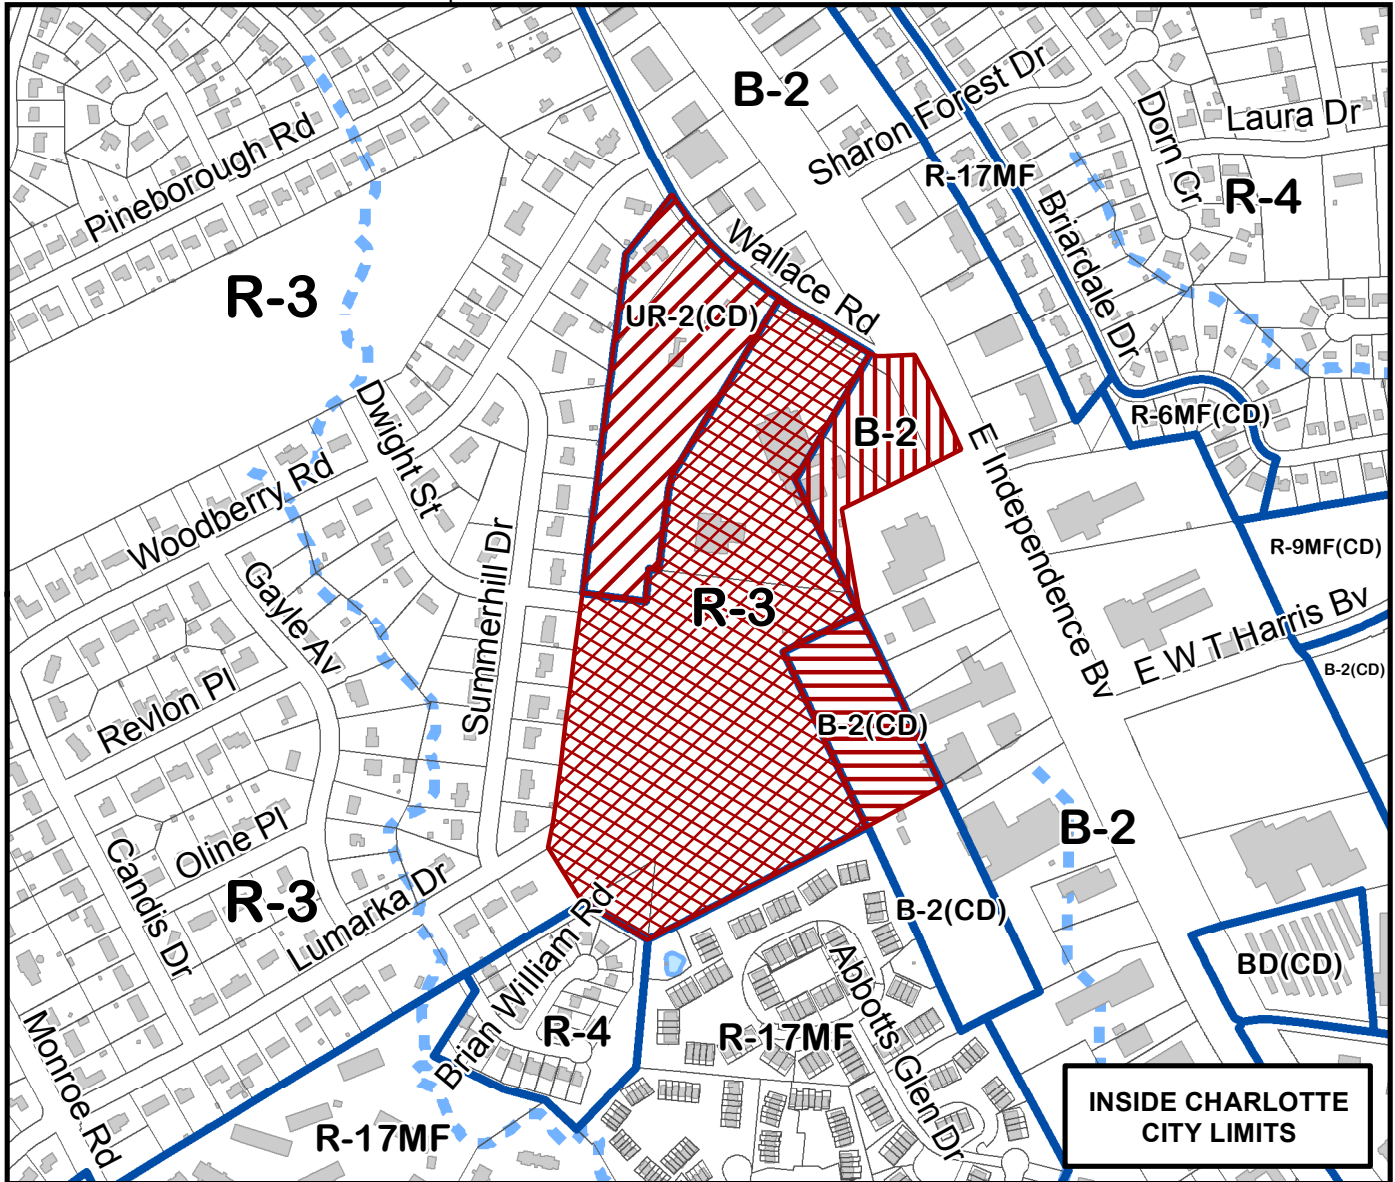 B-2
Sharon Forest Dr
Dorn Cr
Laura Dr
Pineborough Rd
R-17MF
R-4
Briardale Dr
Wallace Rd
R-3
UR-2(CD)
Dwight St
R-6MF(CD)
B-2
E Independence Bv
Woodberry Rd
Summerhill Dr
R-9MF(CD)
Gayle Av
R-3
E W T Harris Bv
B-2(CD)
Revlon Pl
B-2(CD)
Oline Pl
B-2
Candis Dr
R-3
Lumarka Dr
Brian William Rd
B-2(CD)
Abbotts Glen Dr
BD(CD)
Monroe Rd
R-4
R-17MF
R-17MF
INSIDE CHARLOTTE
CITY LIMITS